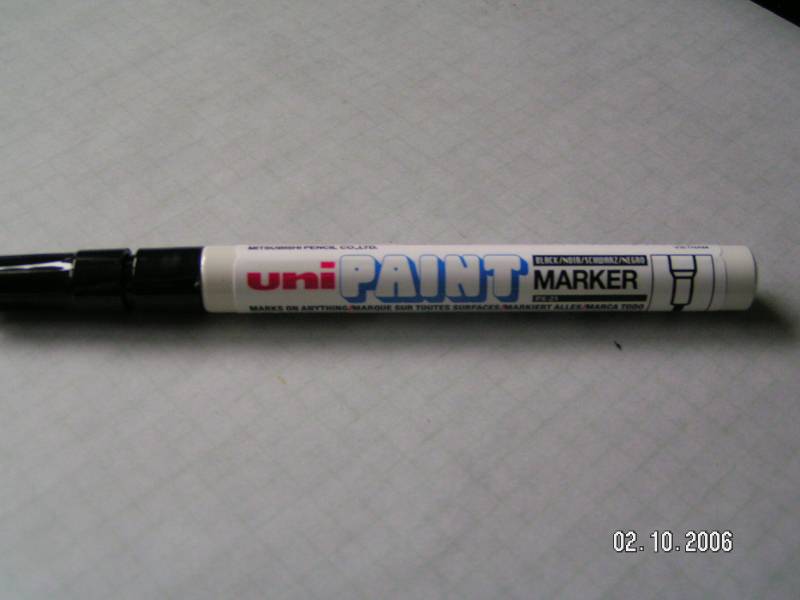 MITSUBISHI PENCIL CO.,LTD.
VIETNAM
uni PAINT MARKER
BLACK/NOIR/SCHWARZ/NEGRO
PX-21
MARKS ON ANYTHING/MARQUE SUR TOUTES SURFACES/MARKIERT ALLES/MARCA TODO
02.10.2006